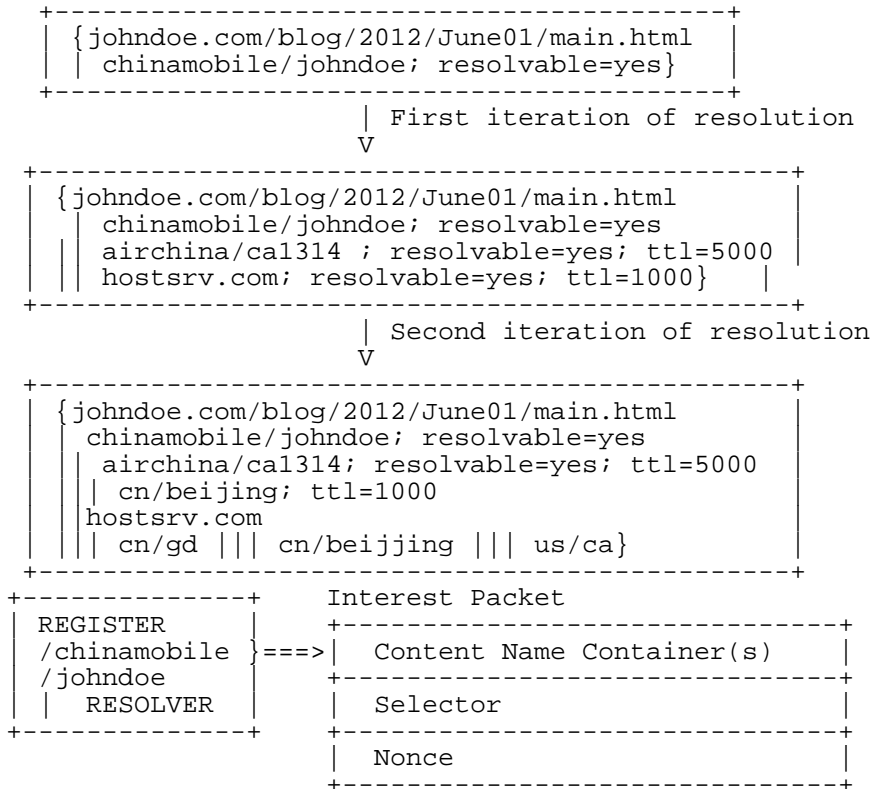 +-------------------------------------------+
| {johndoe.com/blog/2012/June01/main.html |
| | chinamobile/johndoe; resolvable=yes} |
+-------------------------------------------+
| First iteration of resolution
V
+------------------------------------------------+
| {johndoe.com/blog/2012/June01/main.html |
| | chinamobile/johndoe; resolvable=yes |
| || airchina/ca1314 ; resolvable=yes; ttl=5000 |
| || hostsrv.com; resolvable=yes; ttl=1000} |
+------------------------------------------------+
| Second iteration of resolution
V
+------------------------------------------------+
| {johndoe.com/blog/2012/June01/main.html |
| | chinamobile/johndoe; resolvable=yes |
| || airchina/ca1314; resolvable=yes; ttl=5000 |
| ||| cn/beijing; ttl=1000 |
| ||hostsrv.com |
| ||| cn/gd ||| cn/beijjing ||| us/ca} |
+------------------------------------------------+
+---------------+ Interest Packet
| REGISTER | +--------------------------------+
| /chinamobile }===>| Content Name Container(s) |
| /johndoe | +--------------------------------+
| | RESOLVER | | Selector |
+---------------+ +--------------------------------+
| Nonce |
+--------------------------------+